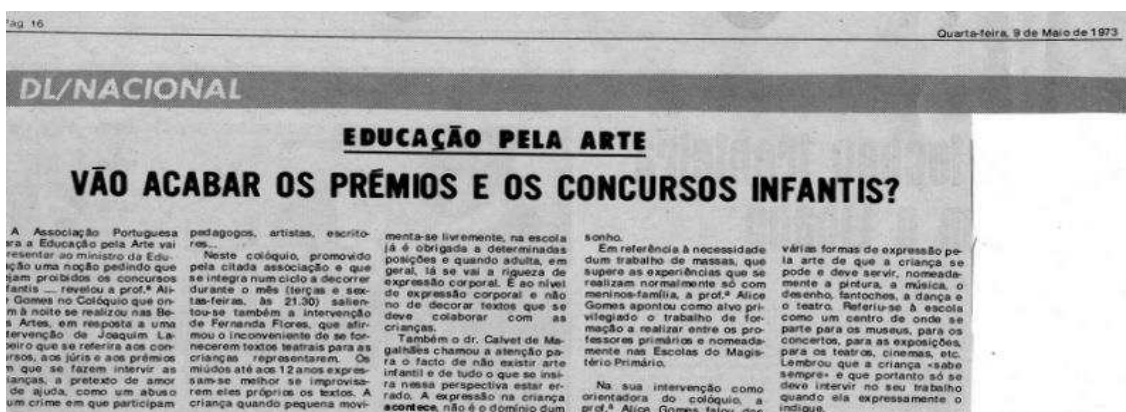 Pág 16
Quarta-feira, 9 de Maio de 1973
DL/NACIONAL
EDUCAÇÃO PELA ARTE
VÃO ACABAR OS PRÉMIOS E OS CONCURSOS INFANTIS?
A Associação Portuguesa
ra a Educação pela Arte vai
resentar ao ministro da Edu-
ção uma noção pedindo que
jam proibidos os concursos
fantis ... revelou a prof.ª Ali-
Gomes no Colóquio que on-
m à noite se realizou nas Be-
s Artes, em resposta a uma
tervenção de Joaquim La-
beiro que se referira aos con-
rsos, aos júris e aos prémios
m que se fazem intervir as
ianças, a pretexto de amor
de ajuda, como um abuso
um crime em que participam
pedagogos, artistas, escrito-
res...
Neste colóquio, promovido
pela citada associação e que
se integra num ciclo a decorrer
durante o mês (terças e sex-
tas-feiras, às 21.30) salien-
tou-se também a intervenção
de Fernanda Flores, que afir-
mou o inconveniente de se for-
necerem textos teatrais para as
crianças representarem. Os
miúdos até aos 12 anos expres-
sam-se melhor se improvisa-
rem eles próprios os textos. A
criança quando pequena movi-
menta-se livremente, na escola
já é obrigada a determinadas
posições e quando adulta, em
geral, lá se vai a riqueza de
expressão corporal. E ao nível
de expressão corporal e não
no de decorar textos que se
deve colaborar com as
crianças.
Também o dr. Calvet de Ma-
galhães chamou a atenção pa-
ra o facto de não existir arte
infantil e de tudo o que se insi-
ra nessa perspectiva estar er-
rado. A expressão na criança
acontece, não é o domínio dum
sonho.
Em referência à necessidade
dum trabalho de massas, que
supere as experiências que se
realizam normalmente só com
meninos-família, a prof.ª Alice
Gomes apontou como alvo pri-
vilegiado o trabalho de for-
mação a realizar entre os pro-
fessores primários e nomeada-
mente nas Escolas do Magis-
tério Primário.
Na sua intervenção como
orientadora do colóquio, a
prof.ª Alice Gomes falou das
várias formas de expressão pe-
la arte de que a criança se
pode e deve servir, nomeada-
mente a pintura, a música, o
desenho, fantoches, a dança e
o teatro. Referiu-se à escola
como um centro de onde se
parte para os museus, para os
concertos, para as exposições,
para os teatros, cinemas, etc.
Lembrou que a criança «sabe
sempre» e que portanto só se
deve intervir no seu trabalho
quando ela expressamente o
indique.